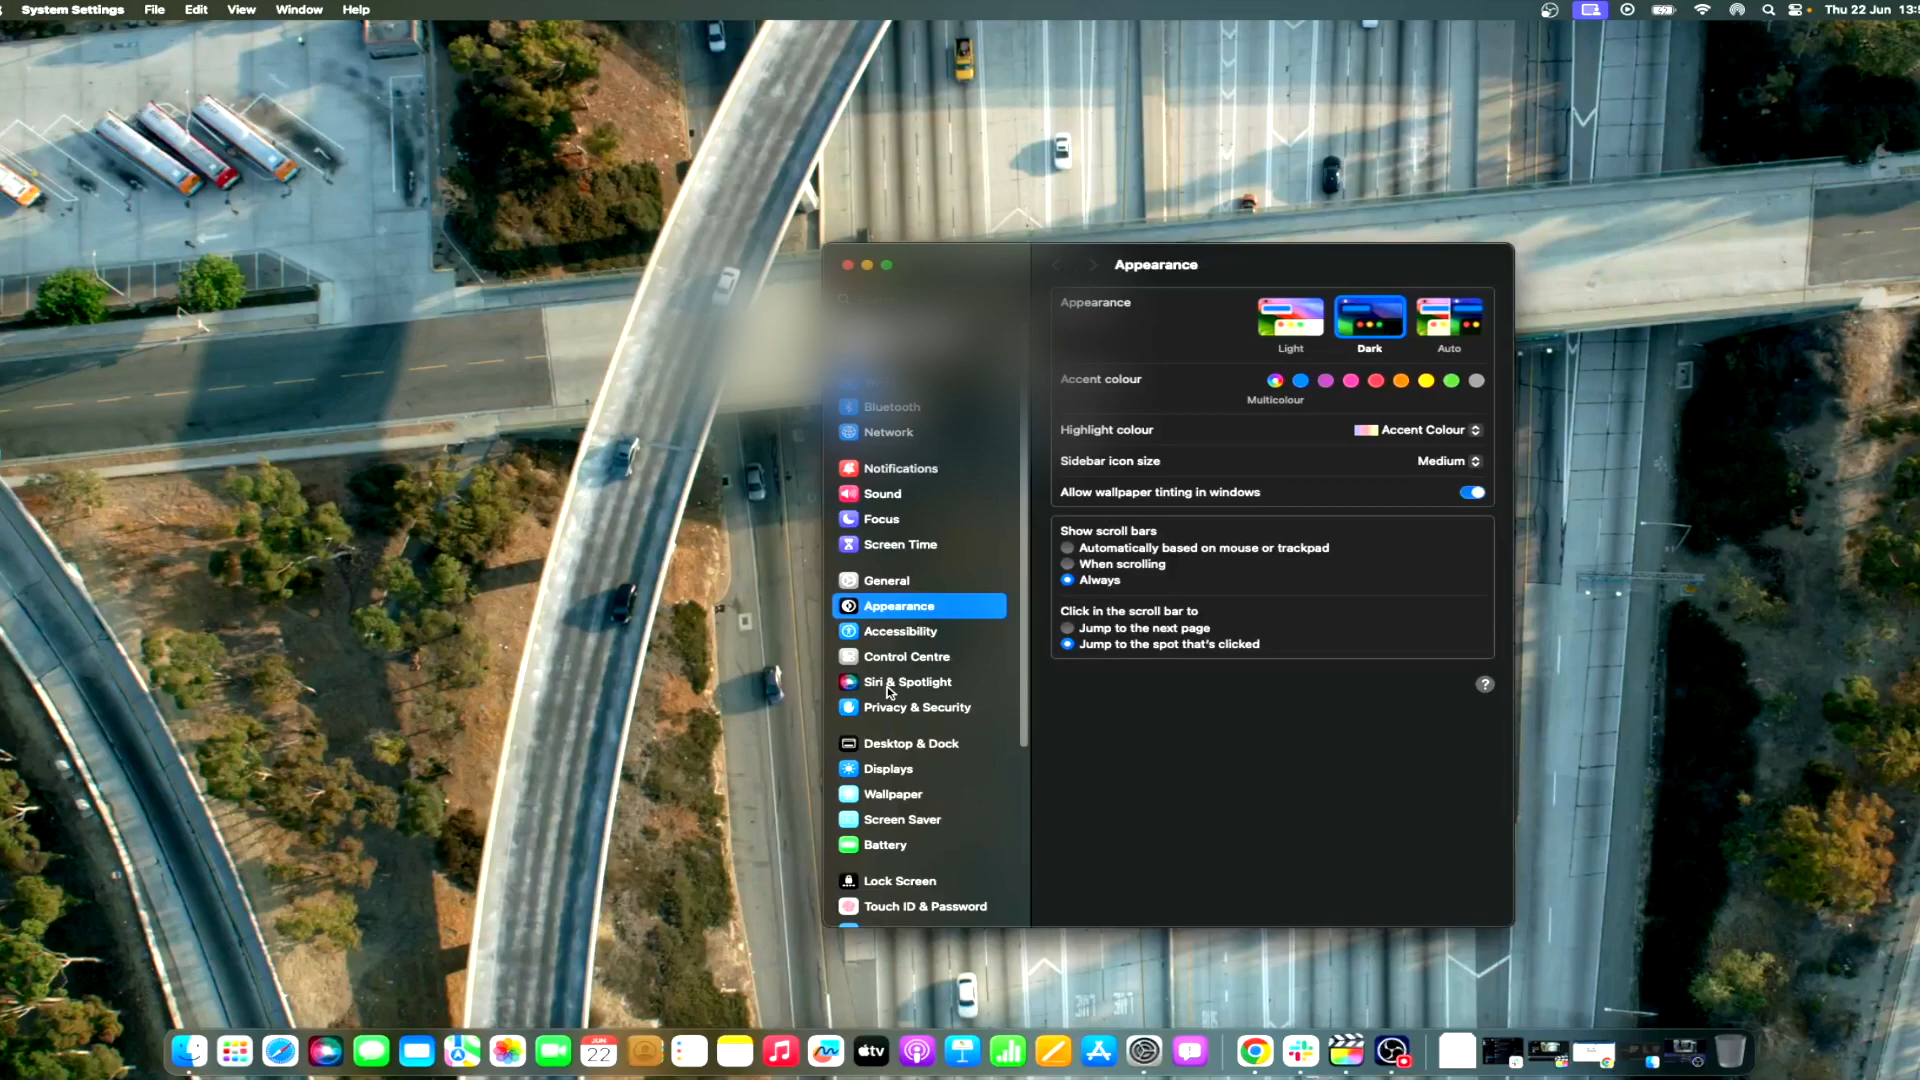 System Settings File Edit View Window Help
Thu 22 Jun 13:5
Appearance
Bluetooth
Network
Notifications
Sound
Focus
Screen Time
General
Appearance
Accessibility
Control Centre
Siri & Spotlight
Privacy & Security
Desktop & Dock
Displays
Wallpaper
Screen Saver
Battery
Lock Screen
Touch ID & Password
Appearance
Light Dark Auto
Accent colour
Multicolour
Highlight colour Accent Colour
Sidebar icon size Medium
Allow wallpaper tinting in windows
Show scroll bars
Automatically based on mouse or trackpad
When scrolling
Always
Click in the scroll bar to
Jump to the next page
Jump to the spot that's clicked
?
JUN
22
tv